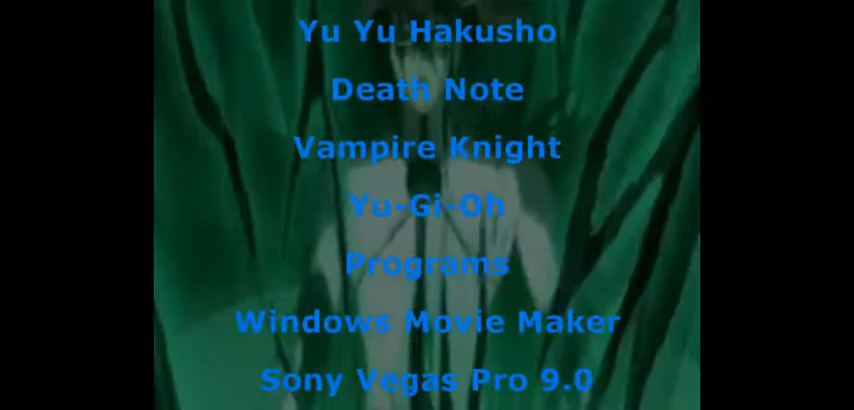 Yu Yu Hakusho
Death Note
Vampire Knight
Yu-Gi-Oh
Programs
Windows Movie Maker
Sony Vegas Pro 9.0